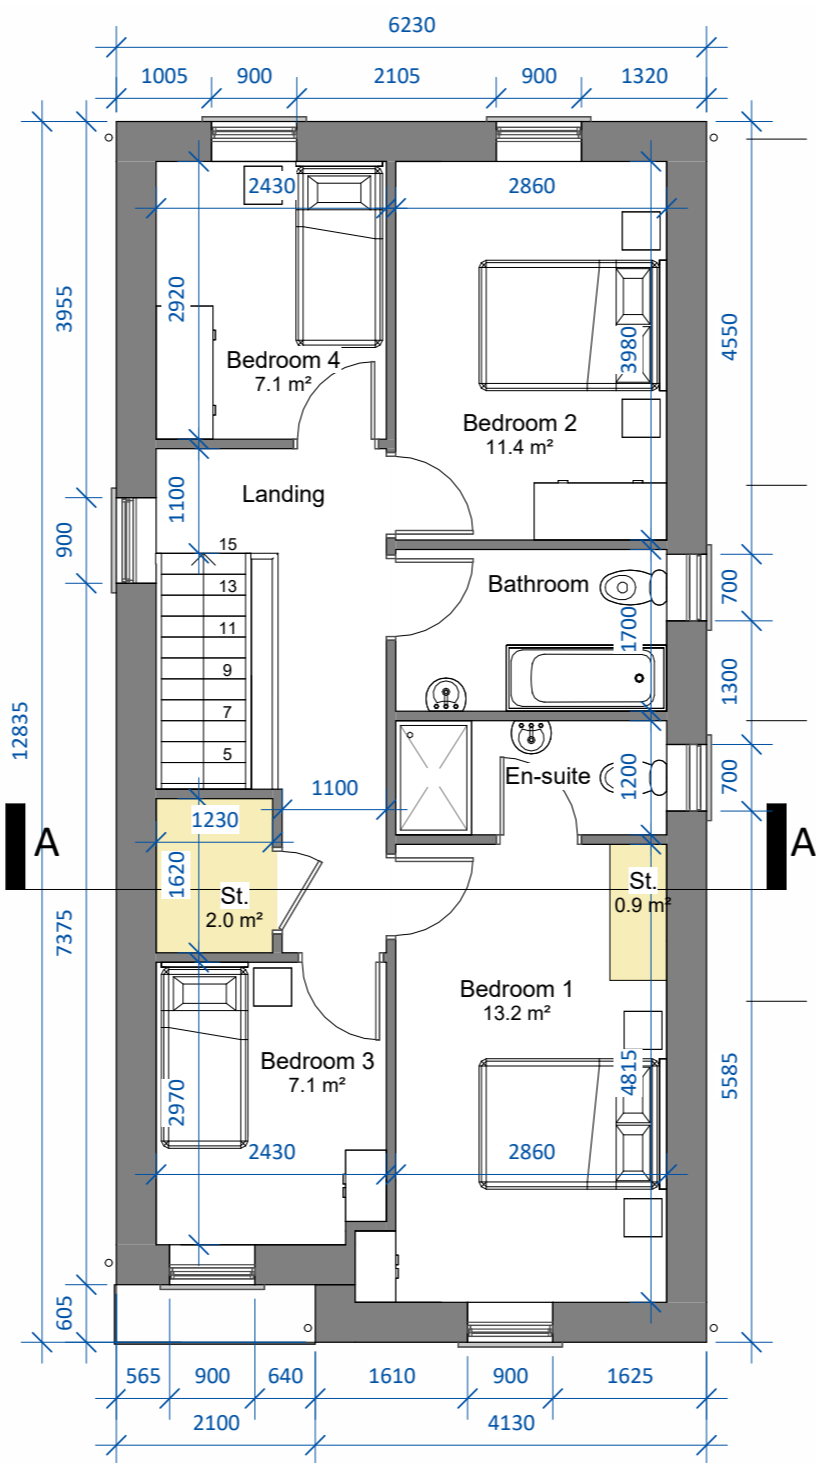 6230
1005 900 2105 900 1320
2430 2860
2920
3955
3980
4550
Bedroom 4
7.1 m²
Bedroom 2
11.4 m²
1100
Landing
900
15
13
11
9
7
5
Bathroom
1700
700
1300
12835
En-suite
1200
700
1100
1230
A
A
1620
St.
2.0 m²
St.
0.9 m²
7375
Bedroom 1
13.2 m²
Bedroom 3
7.1 m²
2970
4815
5585
2430 2860
605
565 900 640 1610 900 1625
2100 4130